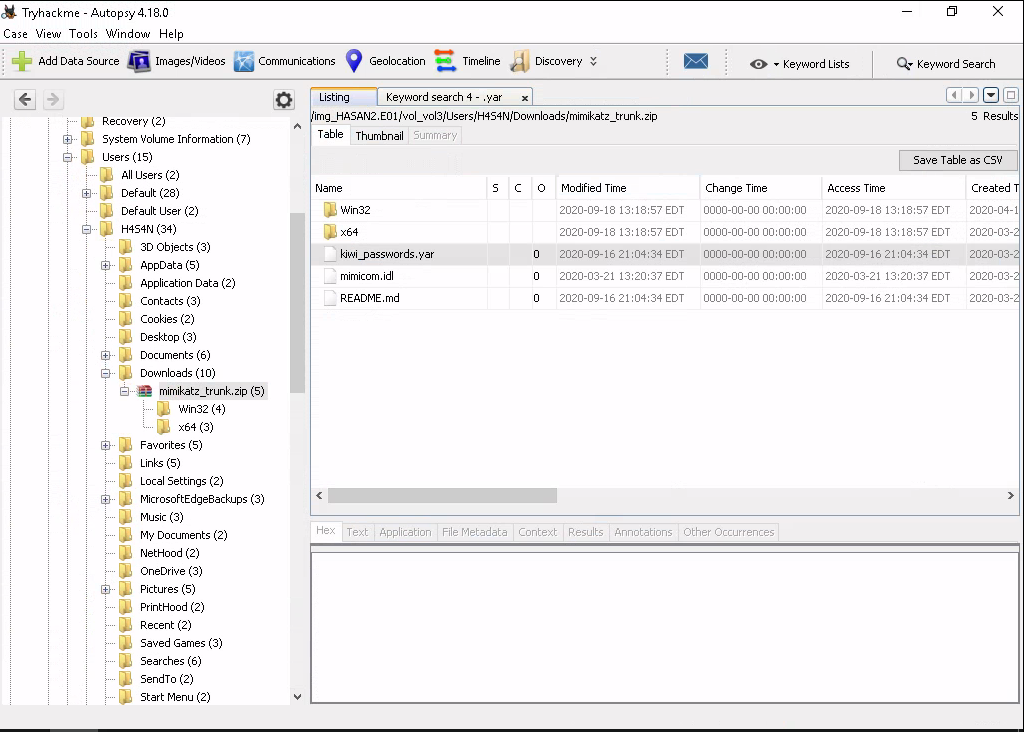 Tryhackme - Autopsy 4.18.0
Case View Tools Window Help
Add Data Source Images/Videos Communications Geolocation Timeline Discovery Keyword Lists Keyword Search
Recovery (2)
System Volume Information (7)
Users (15)
All Users (2)
Default (28)
Default User (2)
H4S4N (34)
3D Objects (3)
AppData (5)
Application Data (2)
Contacts (3)
Cookies (2)
Desktop (3)
Documents (6)
Downloads (10)
mimikatz_trunk.zip (5)
Win32 (4)
x64 (3)
Favorites (5)
Links (5)
Local Settings (2)
MicrosoftEdgeBackups (3)
Music (3)
My Documents (2)
NetHood (2)
OneDrive (3)
Pictures (5)
PrintHood (2)
Recent (2)
Saved Games (3)
Searches (6)
SendTo (2)
Start Menu (2)
Listing Keyword search 4 - .yar x
/img_HASAN2.E01/vol_vol3/Users/H4S4N/Downloads/mimikatz_trunk.zip 5 Results
Table Thumbnail Summary
Save Table as CSV
Name S C O Modified Time Change Time Access Time Created T
Win32 2020-09-18 13:18:57 EDT 0000-00-00 00:00:00 2020-09-18 13:18:57 EDT 2020-04-1
x64 2020-09-18 13:18:57 EDT 0000-00-00 00:00:00 2020-09-18 13:18:57 EDT 2020-03-2
kiwi_passwords.yar 0 2020-09-16 21:04:34 EDT 0000-00-00 00:00:00 2020-09-16 21:04:34 EDT 2020-03-2
mimicom.idl 0 2020-03-21 13:20:37 EDT 0000-00-00 00:00:00 2020-03-21 13:20:37 EDT 2020-03-2
README.md 0 2020-09-16 21:04:34 EDT 0000-00-00 00:00:00 2020-09-16 21:04:34 EDT 2020-03-2
Hex Text Application File Metadata Context Results Annotations Other Occurrences